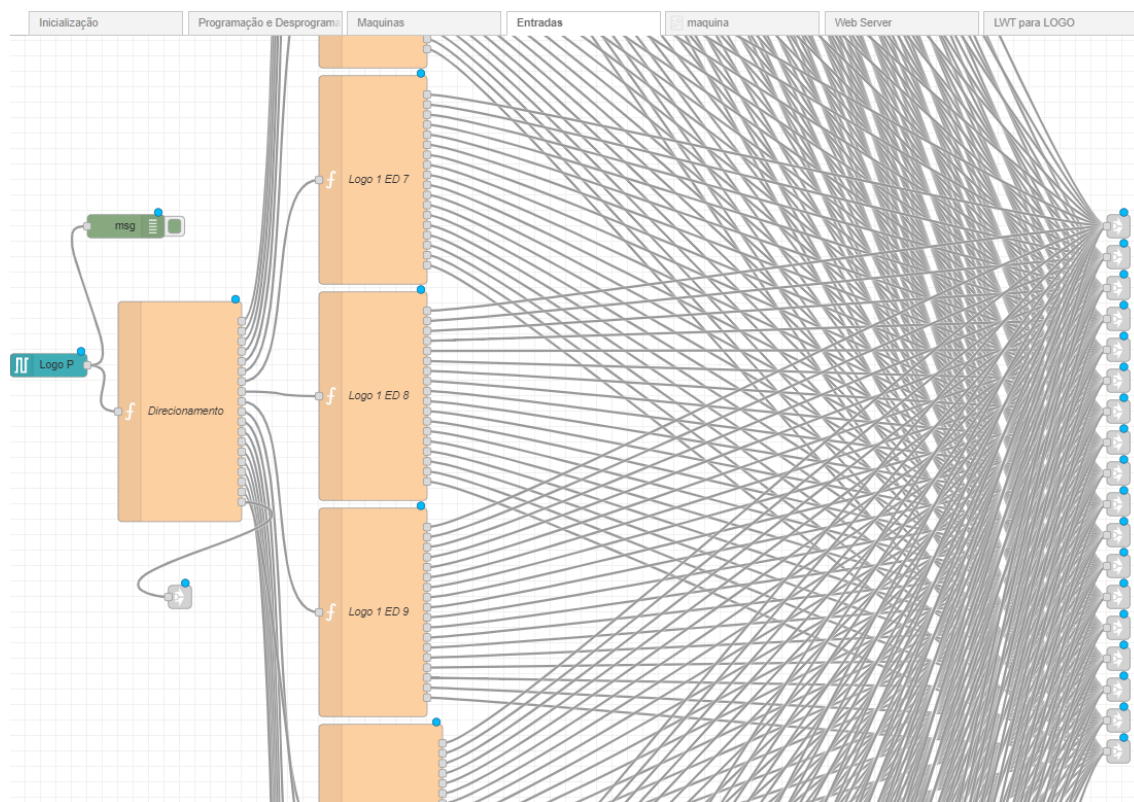 Inicialização
Programação e Desprograma
Maquinas
Entradas
maquina
Web Server
LWT para LOGO
Logo 1 ED 7
msg
Logo P
Direcionamento
Logo 1 ED 8
Logo 1 ED 9